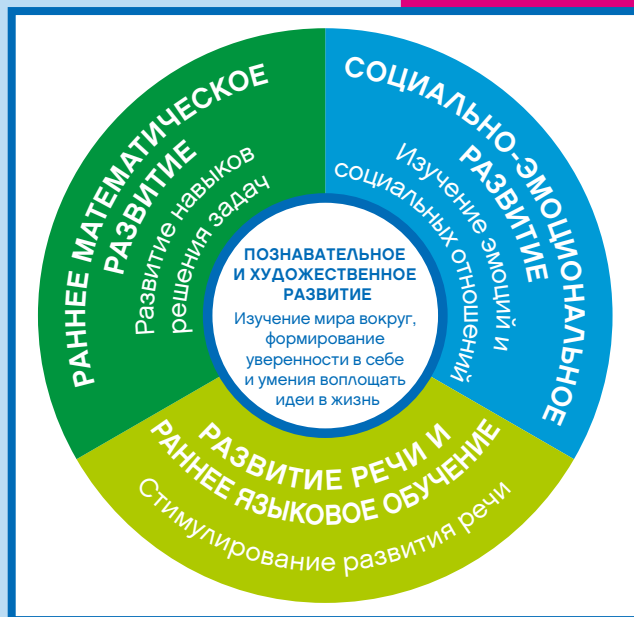 РАННЕЕ МАТЕМАТИЧЕСКОЕ
РАЗВИТИЕ
Развитие навыков
решения задач
СОЦИАЛЬНО-ЭМОЦИОНАЛЬНОЕ
РАЗВИТИЕ
Изучение эмоций и
социальных отношений
ПОЗНАВАТЕЛЬНОЕ
И ХУДОЖЕСТВЕННОЕ
РАЗВИТИЕ
Изучение мира вокруг,
формирование
уверенности в себе
и умения воплощать
идеи в жизнь
РАЗВИТИЕ РЕЧИ И
РАННЕЕ ЯЗЫКОВОЕ ОБУЧЕНИЕ
Стимулирование развития речи